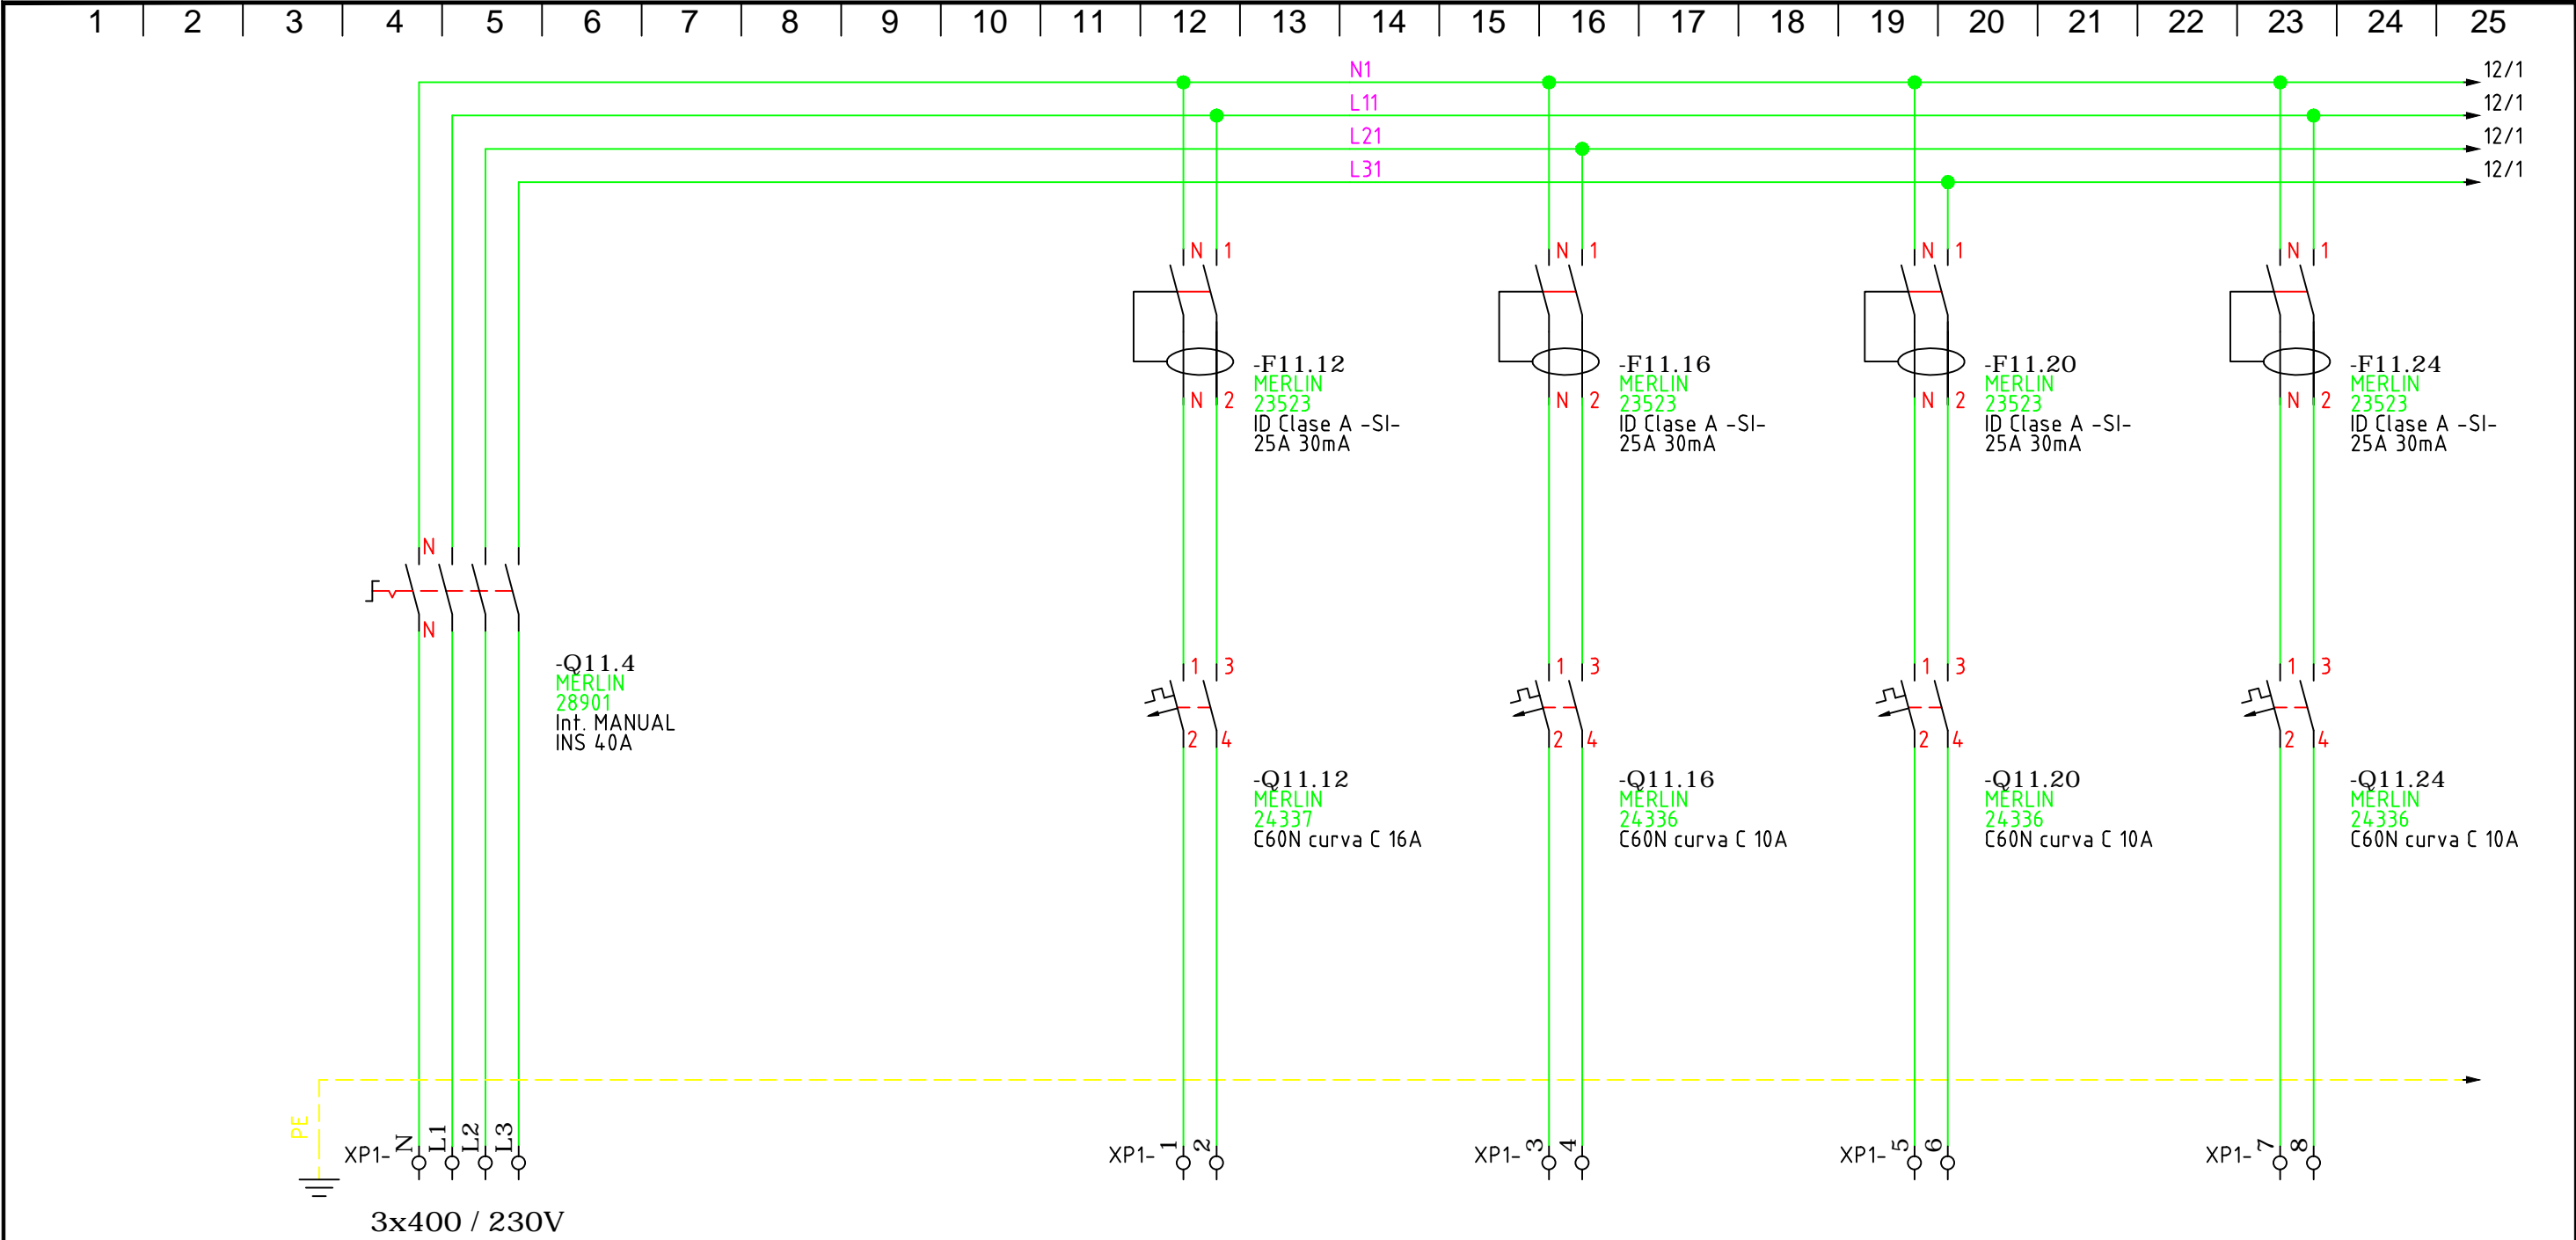 1 2 3 4 5 6 7 8 9 10 11 12 13 14 15 16 17 18 19 20 21 22 23 24 25
N1 12/1
L11 12/1
L21 12/1
L31 12/1
N 1 N 1 N 1 N 1
-F11.12
MERLIN
23523
ID Clase A -SI-
25A 30mA
-F11.16
MERLIN
23523
ID Clase A -SI-
25A 30mA
-F11.20
MERLIN
23523
ID Clase A -SI-
25A 30mA
-F11.24
MERLIN
23523
ID Clase A -SI-
25A 30mA
N 2 N 2 N 2 N 2
N
N
-Q11.4
MERLIN
28901
Int. MANUAL
INS 40A
1 3 1 3 1 3 1 3
2 4 2 4 2 4 2 4
-Q11.12
MERLIN
24337
C60N curva C 16A
-Q11.16
MERLIN
24336
C60N curva C 10A
-Q11.20
MERLIN
24336
C60N curva C 10A
-Q11.24
MERLIN
24336
C60N curva C 10A
PE
XP1- N L1 L2 L3
XP1- 1 2
XP1- 3 4
XP1- 5 6
XP1- 7 8
3x400 / 230V